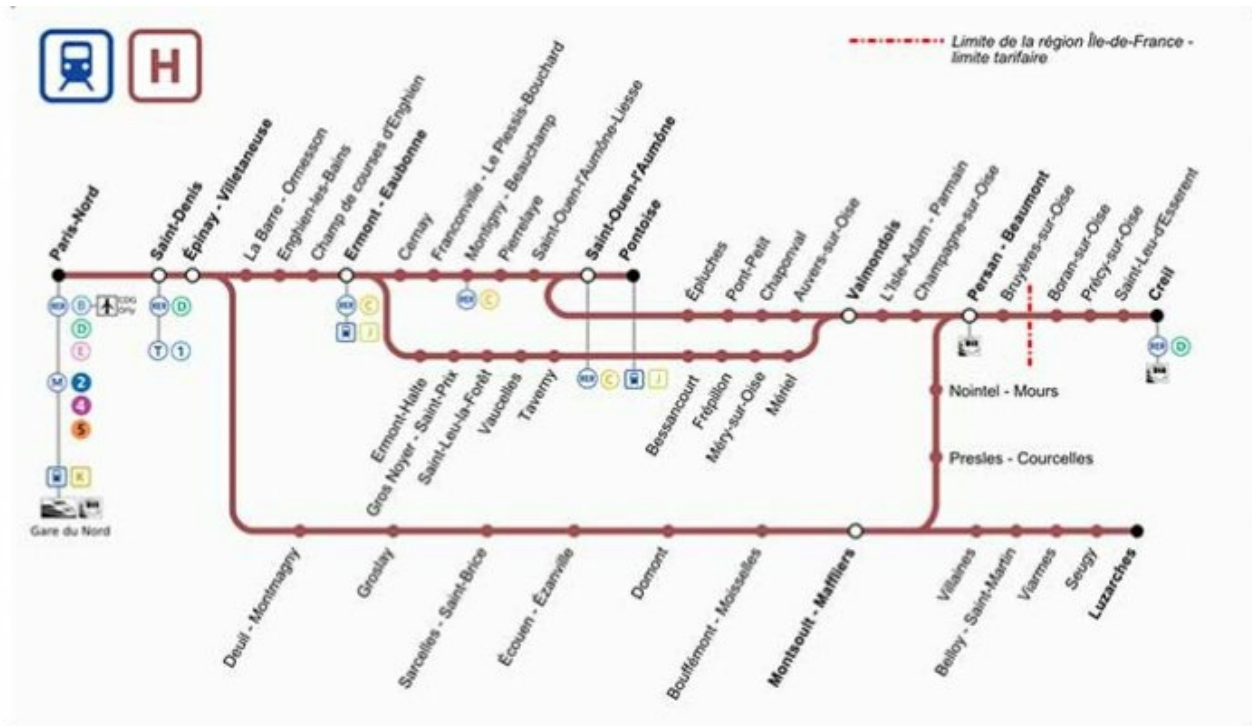 H
Limite de la région Île-de-France -
limite tarifaire
Paris-Nord
Saint-Denis
Épinay - Villetaneuse
La Barre - Ormesson
Enghien-les-Bains
Champ de courses d'Enghien
Ermont - Eaubonne
Cernay
Franconville - Le Plessis-Bouchard
Montigny - Beauchamp
Pierrelaye
Saint-Ouen-l'Aumône-Liesse
Saint-Ouen-l'Aumône
Pontoise
Épluches
Pont-Petit
Chaponval
Auvers-sur-Oise
Valmondois
L'Isle-Adam - Parmain
Champagne-sur-Oise
Persan - Beaumont
Bruyères-sur-Oise
Boran-sur-Oise
Précy-sur-Oise
Saint-Leu-d'Esserent
Creil
RER B CDG
Orly
D
E
M 2
4
5
K
Gare du Nord
RER D
T 1
RER C
J
RER C
RER C
J
RER D
Ermont-Halte
Gros Noyer - Saint-Prix
Saint-Leu-la-Forêt
Vaucelles
Taverny
Bessancourt
Frépillon
Méry-sur-Oise
Mériel
Nointel - Mours
Presles - Courcelles
Deuil - Montmagny
Groslay
Sarcelles - Saint-Brice
Écouen - Ézanville
Domont
Bouffémont - Moisselles
Montsoult - Maffliers
Villaines
Belloy - Saint-Martin
Viarmes
Seugy
Luzarches